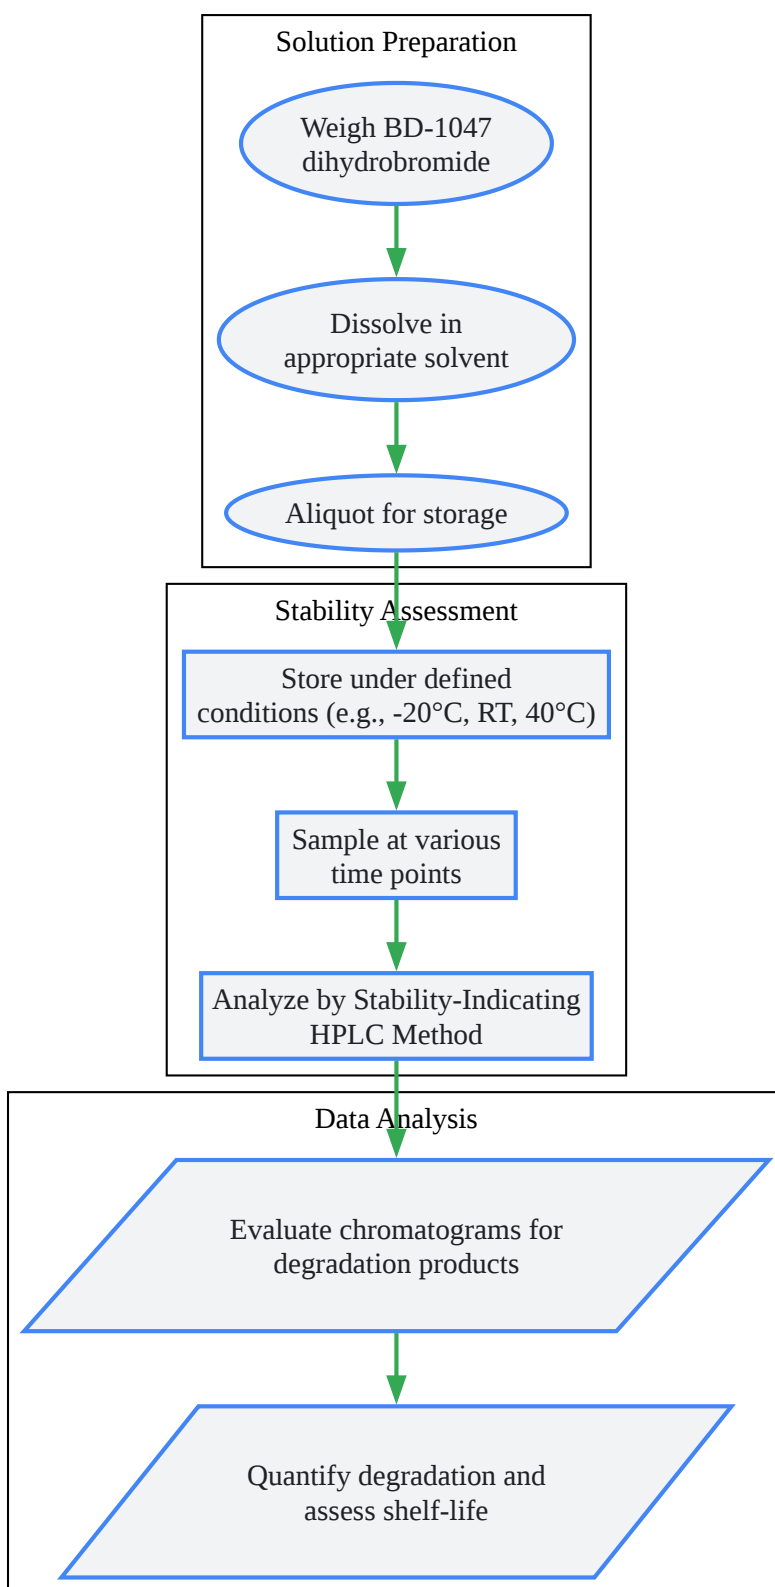 Solution Preparation
Weigh BD-1047
dihydrobromide
Dissolve in
appropriate solvent
Aliquot for storage
Stability Assessment
Store under defined
conditions (e.g., -20°C, RT, 40°C)
Sample at various
time points
Analyze by Stability-Indicating
HPLC Method
Data Analysis
Evaluate chromatograms for
degradation products
Quantify degradation and
assess shelf-life